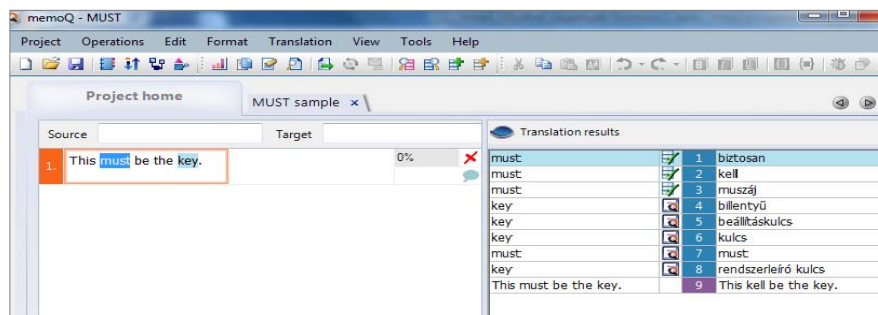 memoQ - MUST
Project Operations Edit Format Translation View Tools Help
Project home
MUST sample ×
Source
Target
Translation results
1. This must be the key.
0%
must 1 biztosan
must 2 kell
must 3 muszáj
key 4 billentyű
key 5 beállításkulcs
key 6 kulcs
must 7 must
key 8 rendszerleíró kulcs
This must be the key. 9 This kell be the key.